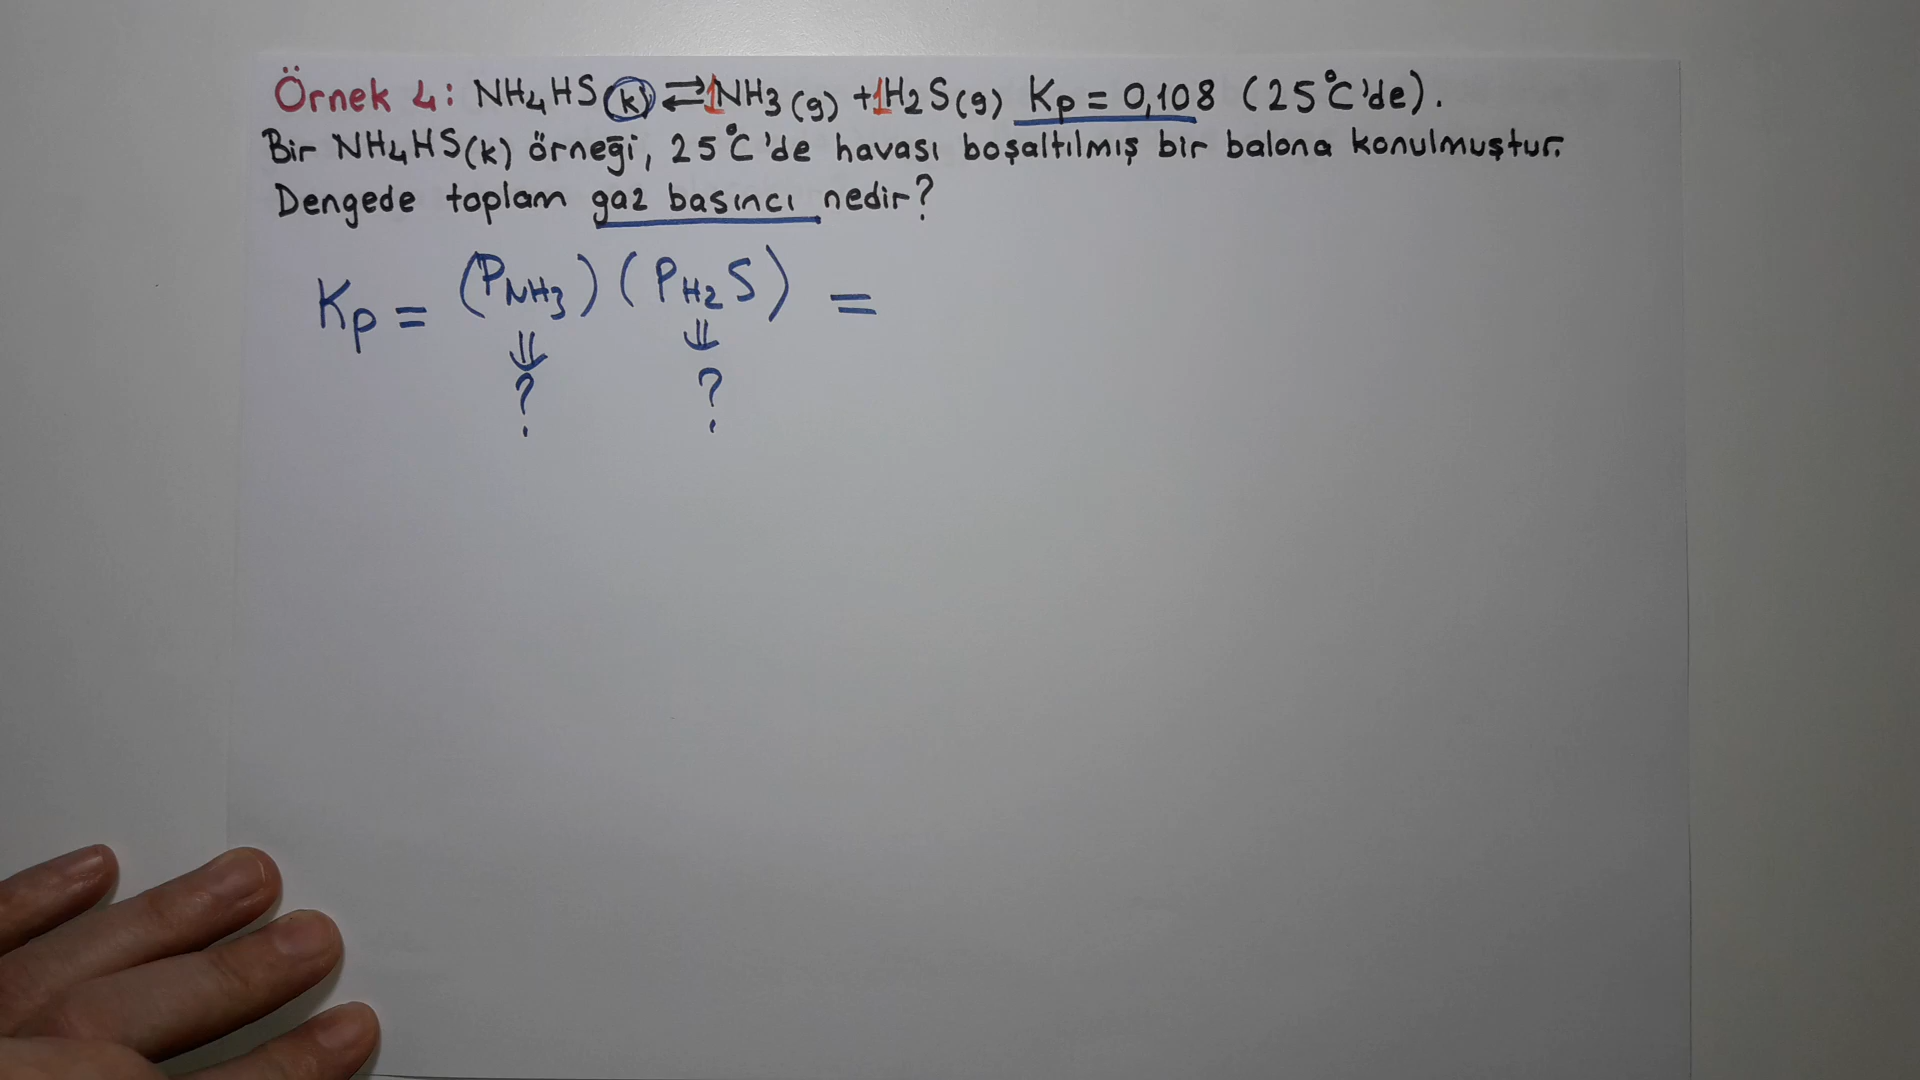 Örnek 4: NH4HS(k) ⇄ 1NH3(g) + 1H2S(g) Kp = 0,108 (25°C'de).
Bir NH4HS(k) örneği, 25°C'de havası boşaltılmış bir balona konulmuştur.
Dengede toplam gaz basıncı nedir?
Kp = (PNH3) (PH2S) =
⇓ ⇓
? ?